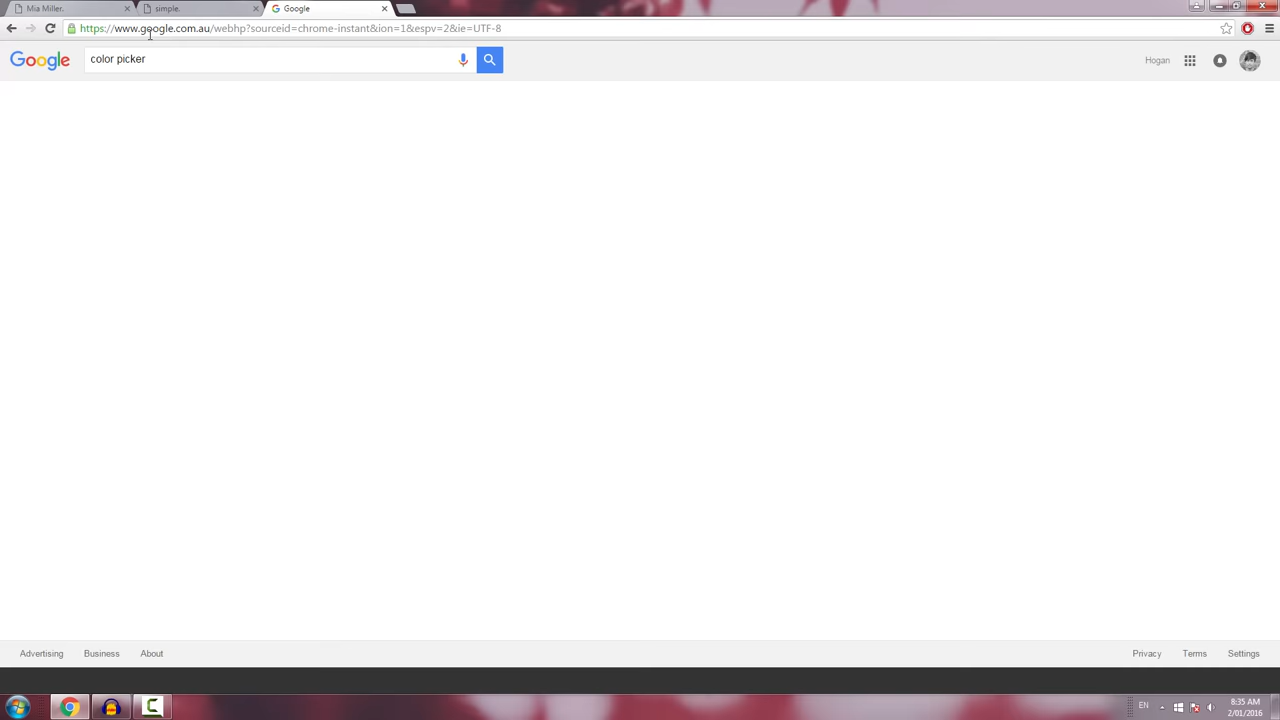 Mia Miller.
simple.
Google
https://www.google.com.au/webhp?sourceid=chrome-instant&ion=1&espv=2&ie=UTF-8
Google
color picker
Hogan
Advertising
Business
About
Privacy
Terms
Settings
EN
8:35 AM
2/01/2016